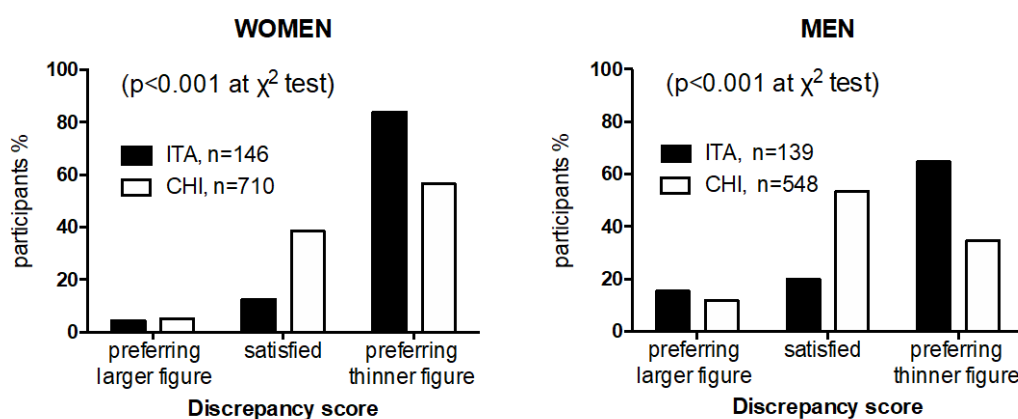 WOMEN
(p<0.001 at χ² test)
ITA, n=146
CHI, n=710
participants %
100
80
60
40
20
0
preferring
larger figure
satisfied
preferring
thinner figure
Discrepancy score
MEN
(p<0.001 at χ² test)
ITA, n=139
CHI, n=548
participants %
100
80
60
40
20
0
preferring
larger figure
satisfied
preferring
thinner figure
Discrepancy score